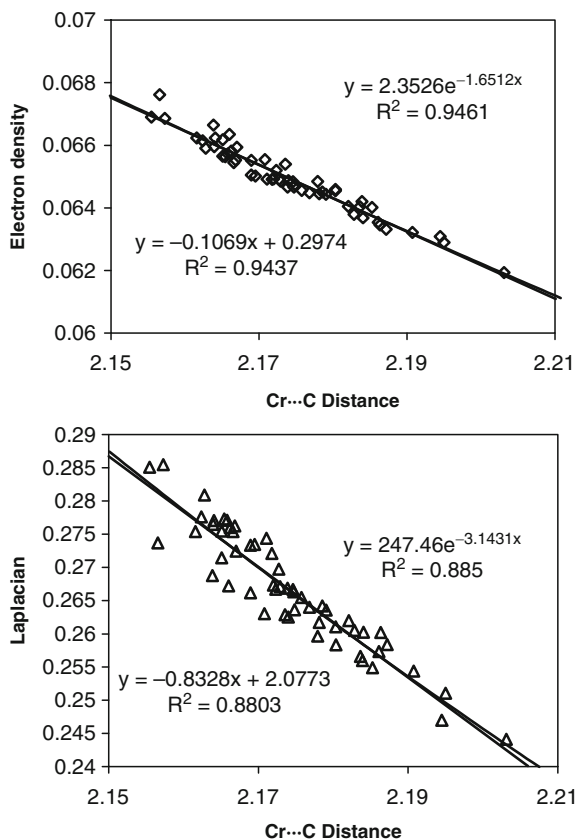 0.07
0.068
0.066
0.064
0.062
0.06
Electron density
y = 2.3526e^−1.6512x
R² = 0.9461
y = −0.1069x + 0.2974
R² = 0.9437
2.15 2.17 2.19 2.21
Cr···C Distance
0.29
0.285
0.28
0.275
0.27
0.265
0.26
0.255
0.25
0.245
0.24
Laplacian
y = 247.46e^−3.1431x
R² = 0.885
y = −0.8328x + 2.0773
R² = 0.8803
2.15 2.17 2.19 2.21
Cr···C Distance